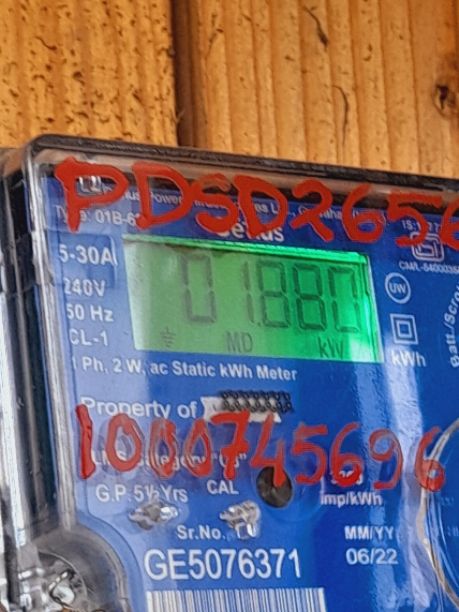 PDSD2656
Type: 01B-6
5-30A
240V
50 Hz
CL-1
01.880
MD kW
UW
kWh
1 Ph, 2 W, ac Static kWh Meter
Property of
1000745696
G.P. 5½ Yrs
CAL
imp/kWh
Sr.No.
GE5076371
MM/YY
06/22